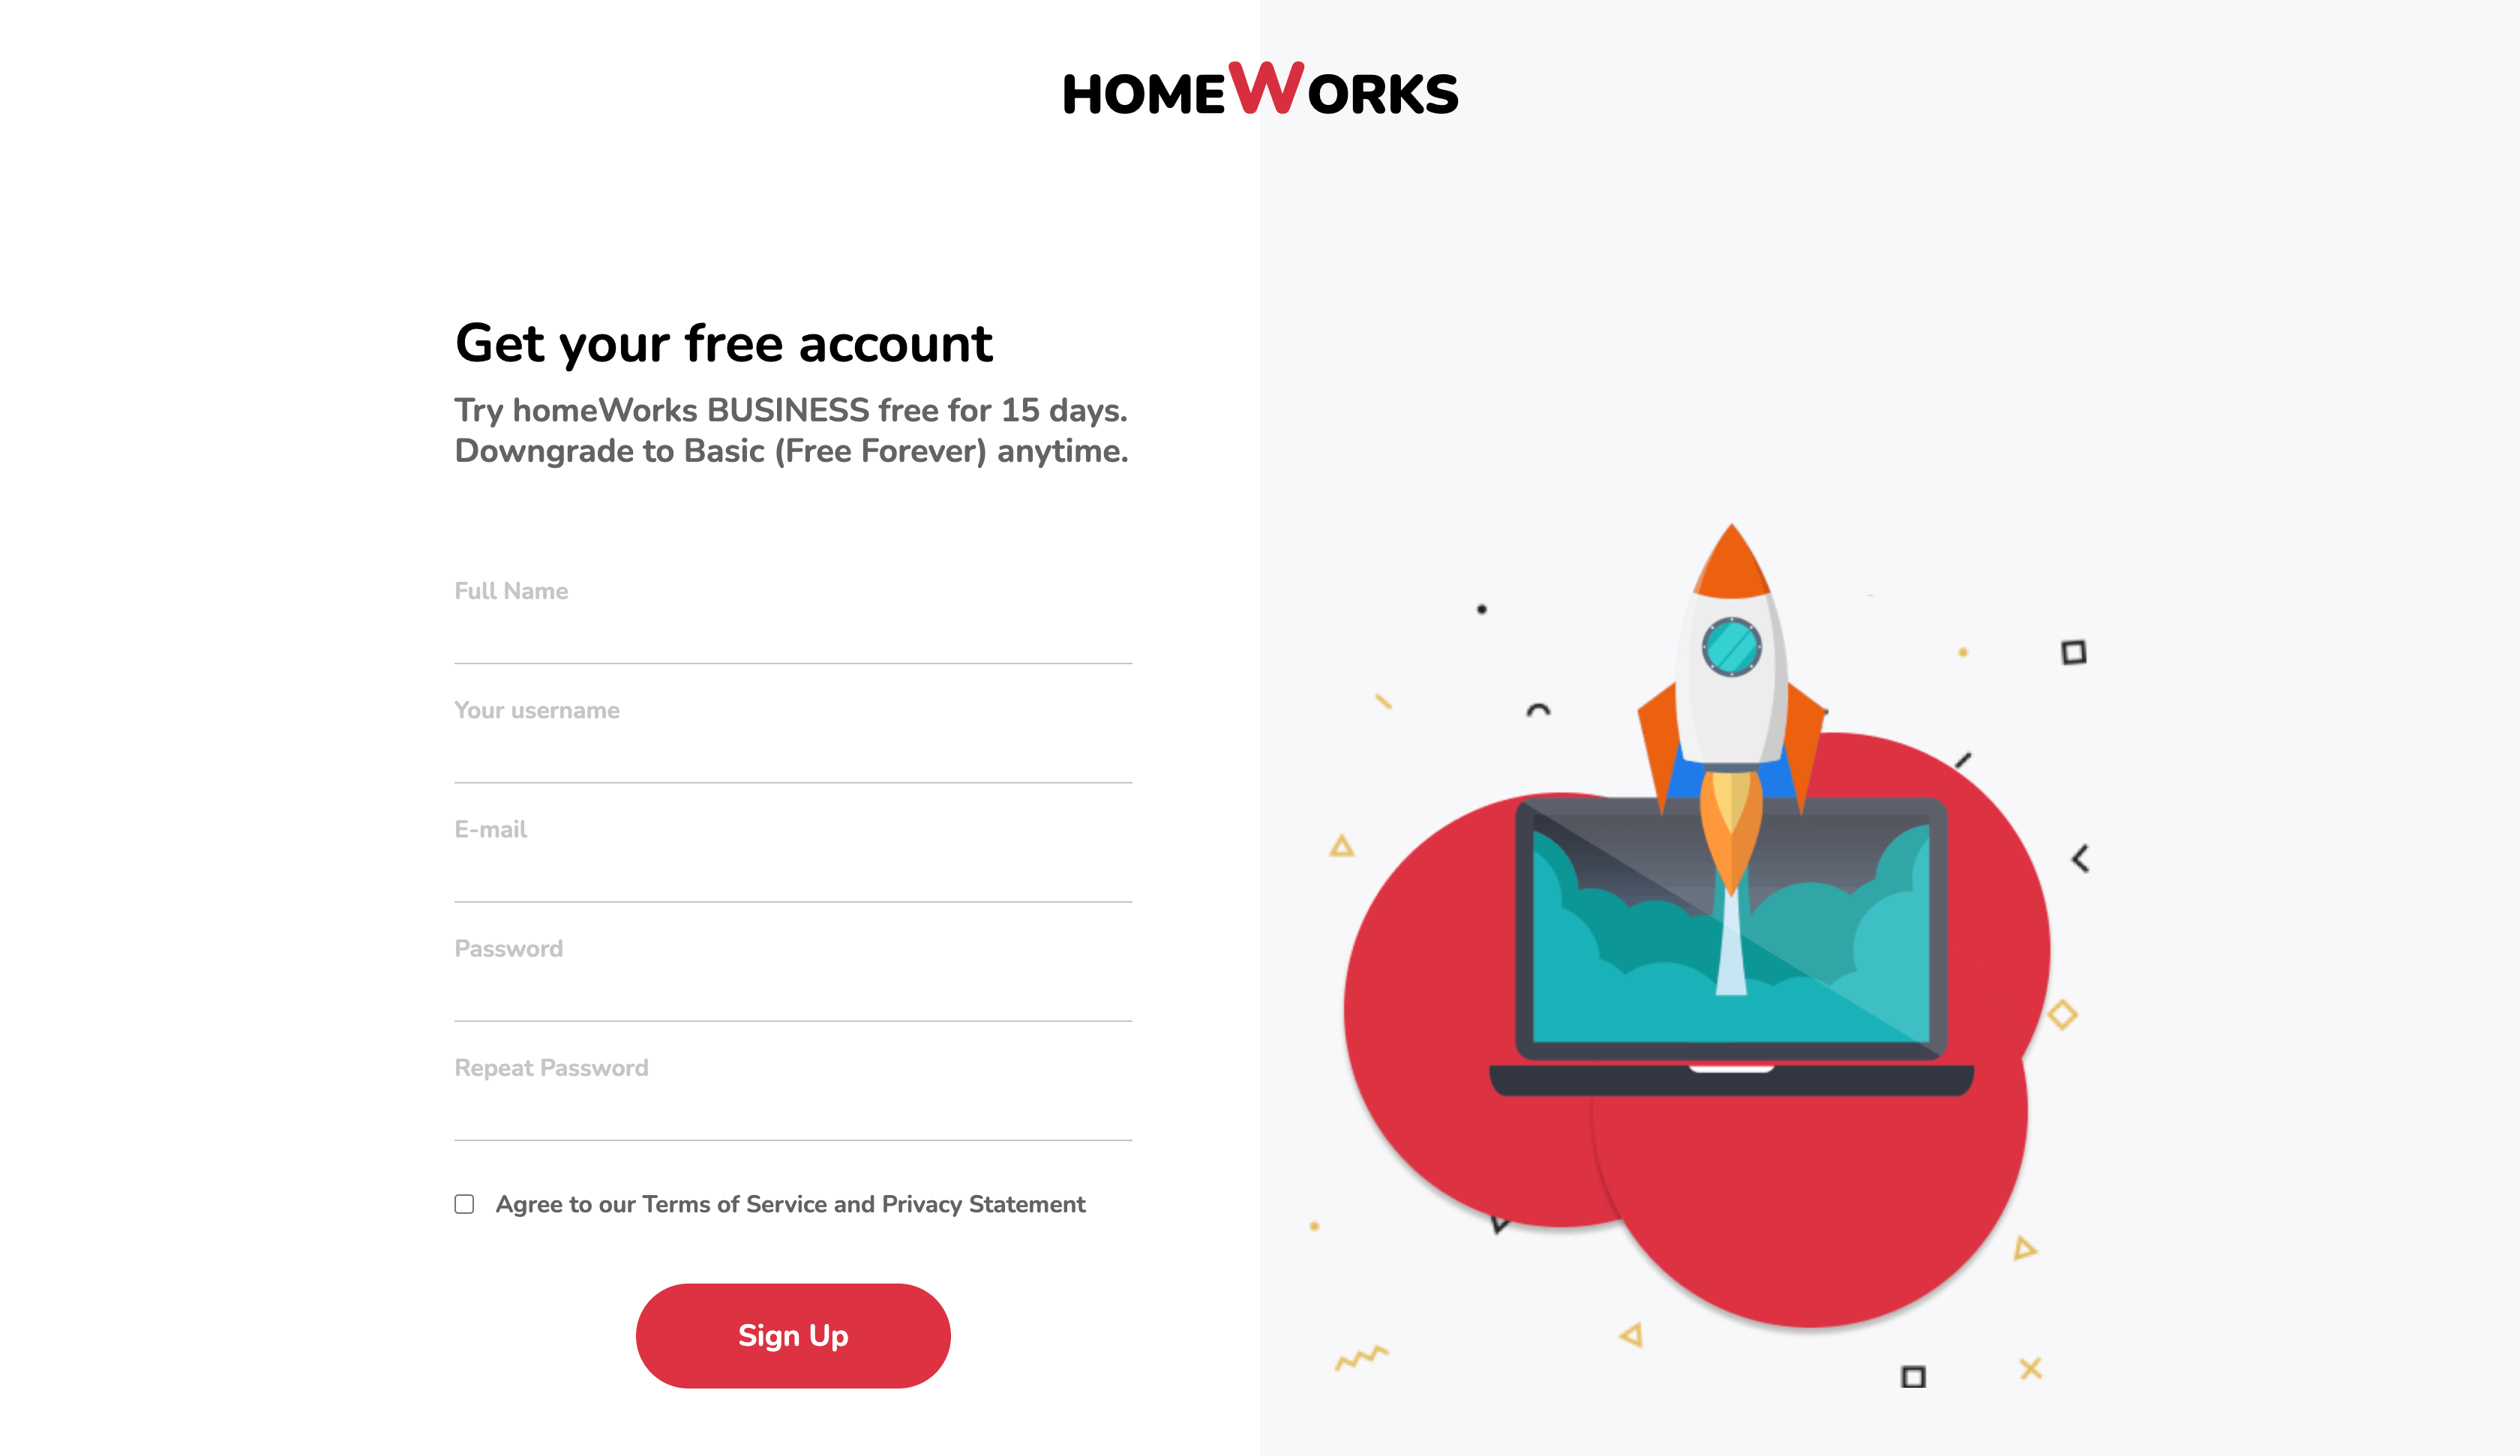 HOMEWORKS
Get your free account
Try homeWorks BUSINESS free for 15 days.
Downgrade to Basic (Free Forever) anytime.
Full Name
Your username
E-mail
Password
Repeat Password
Agree to our Terms of Service and Privacy Statement
Sign Up